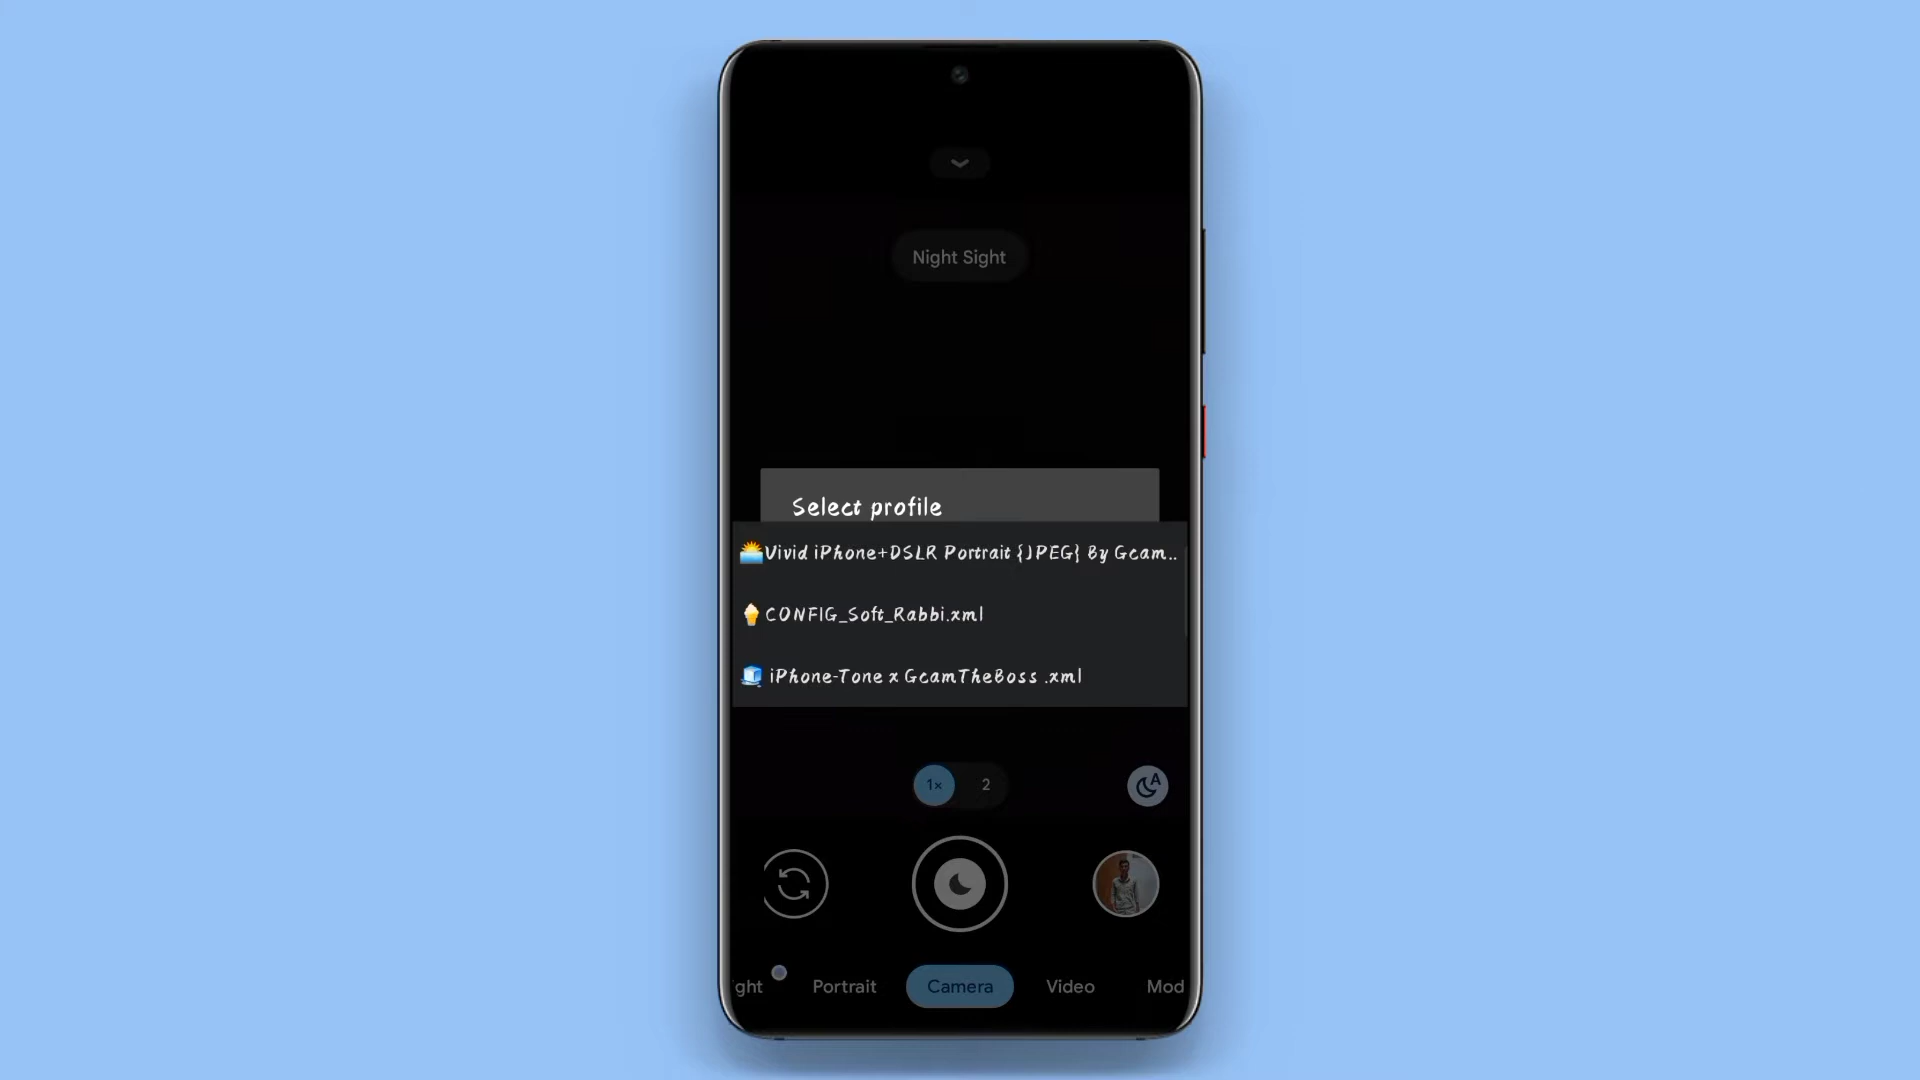 Night Sight
Select profile
Vivid iPhone+DSLR Portrait {JPEG} By Gcam..
CONFIG_Soft_Rabbi.xml
iPhone-Tone x GcamTheBoss .xml
1× 2
A
ght Portrait Camera Video Mod